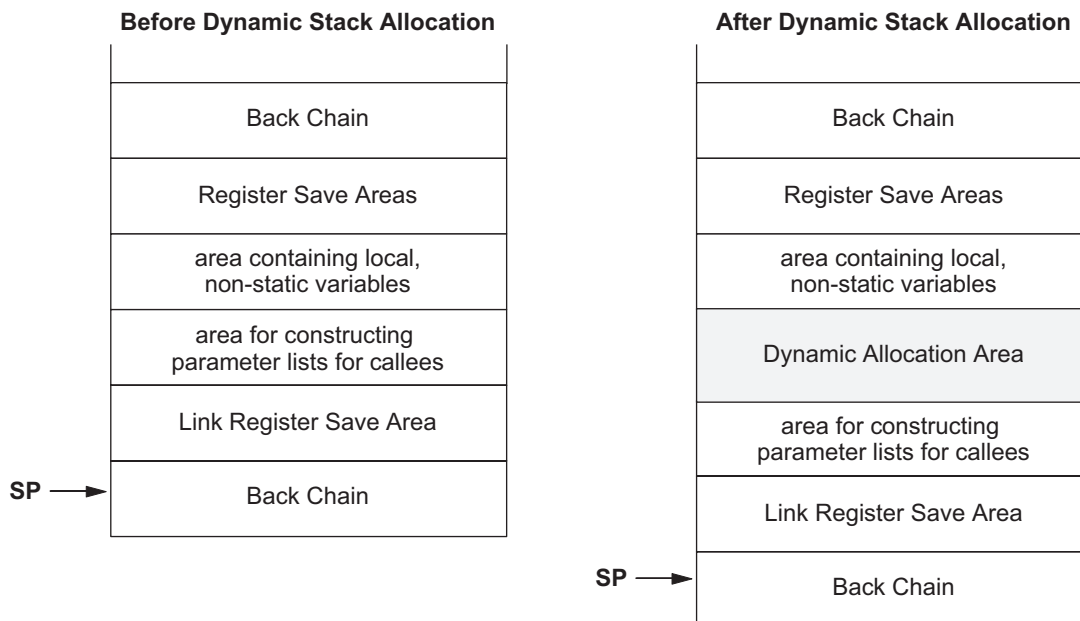 Before Dynamic Stack Allocation
Back Chain
Register Save Areas
area containing local,
non-static variables
area for constructing
parameter lists for callees
Link Register Save Area
SP
Back Chain
After Dynamic Stack Allocation
Back Chain
Register Save Areas
area containing local,
non-static variables
Dynamic Allocation Area
area for constructing
parameter lists for callees
Link Register Save Area
SP
Back Chain